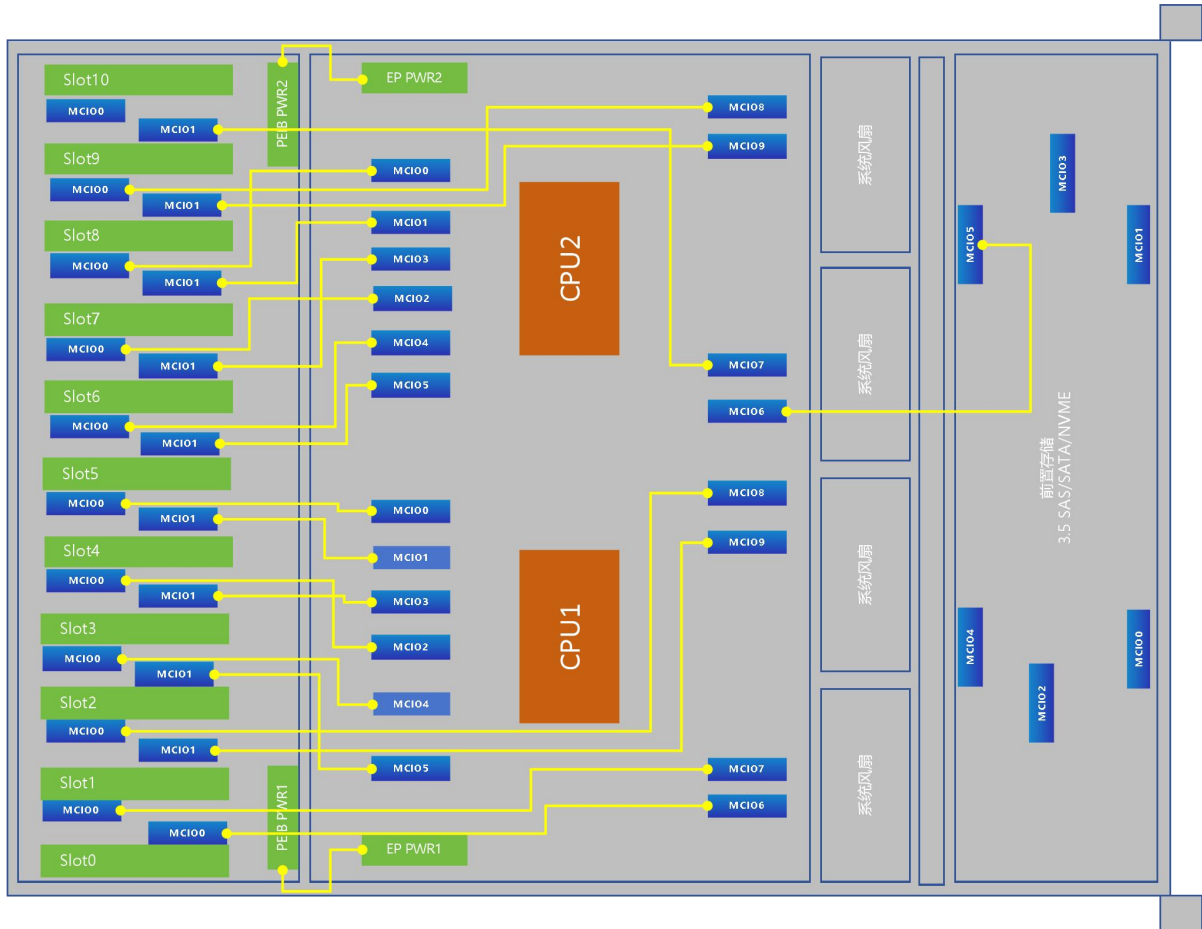 Slot10
MCIO0
MCIO1
Slot9
MCIO0
MCIO1
Slot8
MCIO0
MCIO1
Slot7
MCIO0
MCIO1
Slot6
MCIO0
MCIO1
Slot5
MCIO0
MCIO1
Slot4
MCIO0
MCIO1
Slot3
MCIO0
MCIO1
Slot2
MCIO0
MCIO1
Slot1
MCIO0
MCIO0
Slot0
PEIB PWR2
PEIB PWR1
EP PWR2
MCIO0
MCIO1
MCIO3
MCIO2
MCIO4
MCIO5
MCIO0
MCIO1
MCIO3
MCIO2
MCIO4
MCIO5
EP PWR1
CPU2
CPU1
MCIO8
MCIO9
MCIO7
MCIO6
MCIO8
MCIO9
MCIO7
MCIO6
系统风扇
系统风扇
系统风扇
系统风扇
MCIO3
MCIO5
MCIO1
前置存储
3.5 SAS/SATA/NVME
MCIO4
MCIO0
MCIO2